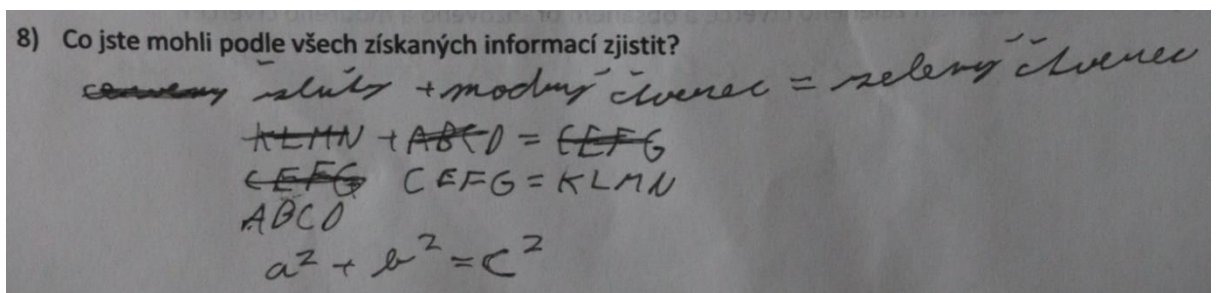 8) Co jste mohli podle všech získaných informací zjistit?
červeny žlutý + modrý čtverec = zelený čtverec
KLMN + ABCD = CEFG
CEFG CEFG = KLMN
ABCD
a² + b² = c²